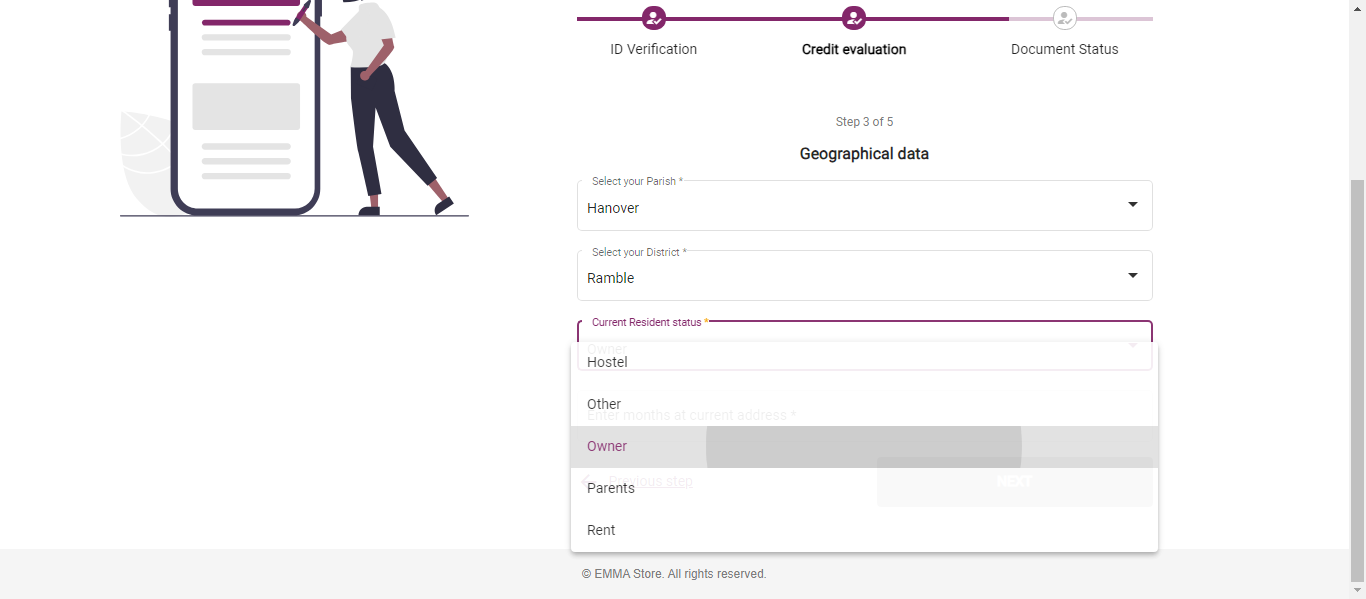 ID Verification
Credit evaluation
Document Status
Step 3 of 5
Geographical data
Select your Parish *
Hanover
Select your District *
Ramble
Current Resident status *
Owner
Hostel
Other
Enter months at current address *
Owner
Previous step
NEXT
Parents
Rent
© EMMA Store. All rights reserved.